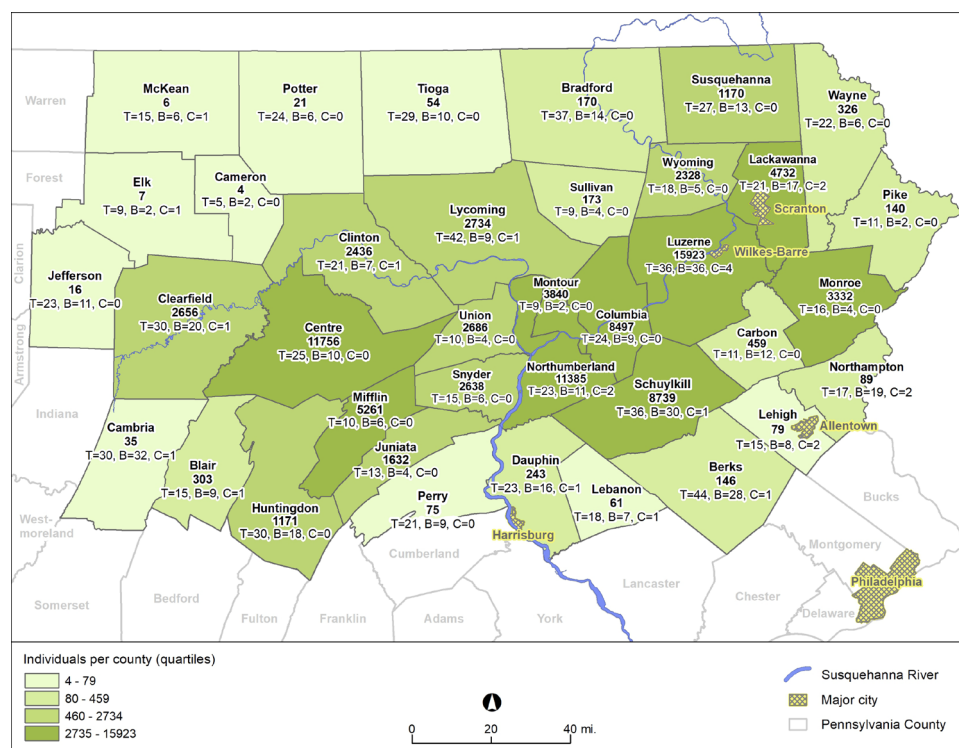 Warren
McKean
6
T=15, B=6, C=1
Potter
21
T=24, B=6, C=0
Tioga
54
T=29, B=10, C=0
Bradford
170
T=37, B=14, C=0
Susquehanna
1170
T=27, B=13, C=0
Wayne
326
T=22, B=6, C=0
Forest
Elk
7
T=9, B=2, C=1
Cameron
4
T=5, B=2, C=0
Lycoming
2734
T=42, B=9, C=1
Sullivan
173
T=9, B=4, C=0
Wyoming
2328
T=18, B=5, C=0
Lackawanna
4732
T=21, B=17, C=2
Scranton
Pike
140
T=11, B=2, C=0
Clarion
Jefferson
16
T=23, B=11, C=0
Clearfield
2656
T=30, B=20, C=1
Clinton
2436
T=21, B=7, C=1
Luzerne
15923
T=36, B=36, C=4
Wilkes-Barre
Monroe
3332
T=16, B=4, C=0
Armstrong
Centre
11756
T=25, B=10, C=0
Union
2686
T=10, B=4, C=0
Montour
3840
T=9, B=2, C=0
Columbia
8497
T=24, B=9, C=0
Carbon
459
T=11, B=12, C=0
Northampton
89
T=17, B=19, C=2
Indiana
Snyder
2638
T=15, B=6, C=0
Northumberland
11385
T=23, B=11, C=2
Schuylkill
8739
T=36, B=30, C=1
Lehigh
79
T=15, B=8, C=2
Allentown
Cambria
35
T=30, B=32, C=1
Blair
303
T=15, B=9, C=1
Mifflin
5261
T=10, B=6, C=0
Juniata
1632
T=13, B=4, C=0
Huntingdon
1171
T=30, B=18, C=0
Perry
75
T=21, B=9, C=0
Dauphin
243
T=23, B=16, C=1
Harrisburg
Lebanon
61
T=18, B=7, C=1
Berks
146
T=44, B=28, C=1
Bucks
West-
moreland
Cumberland
Montgomery
Philadelphia
Somerset
Bedford
Fulton
Franklin
Adams
York
Lancaster
Chester
Delaware
Individuals per county (quartiles)
4 - 79
80 - 459
460 - 2734
2735 - 15923
0 20 40 mi.
Susquehanna River
Major city
Pennsylvania County